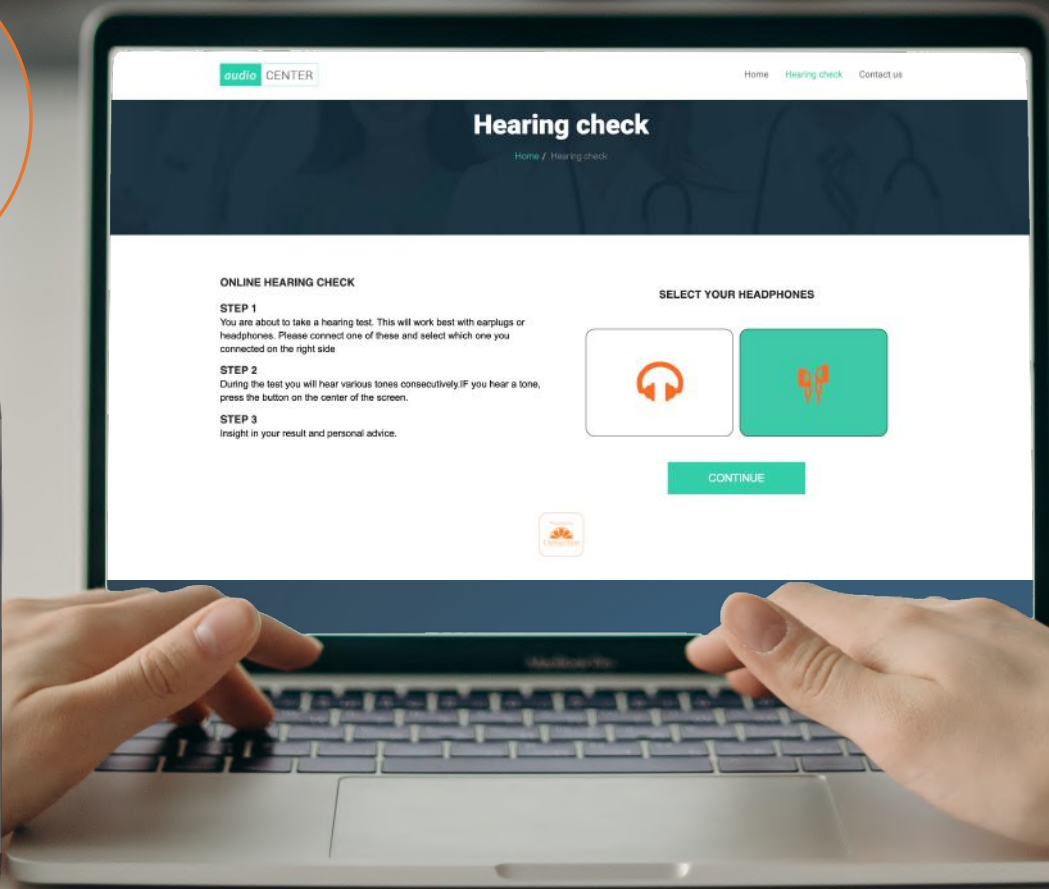 audio CENTER
Home Hearing check Contact us
Hearing check
Home / Hearing check
ONLINE HEARING CHECK
STEP 1
You are about to take a hearing test. This will work best with earplugs or
headphones. Please connect one of these and select which one you
connected on the right side
STEP 2
During the test you will hear various tones consecutively.IF you hear a tone,
press the button on the center of the screen.
STEP 3
Insight in your result and personal advice.
SELECT YOUR HEADPHONES
CONTINUE
MacBook Pro